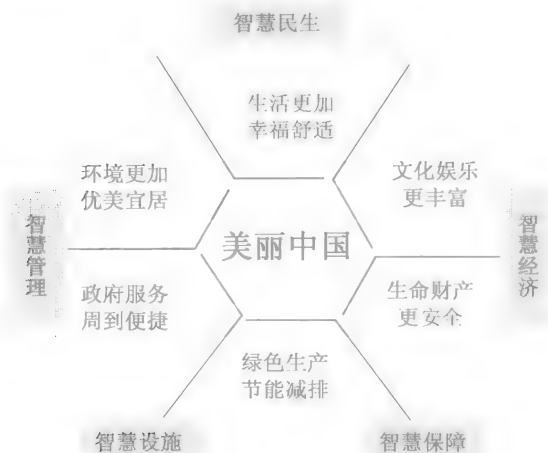 智慧民生
生活更加
幸福舒适
环境更加
优美宜居
文化娱乐
更丰富
智慧管理
美丽中国
智慧经济
政府服务
周到便捷
生命财产
更安全
绿色生产
节能减排
智慧设施
智慧保障